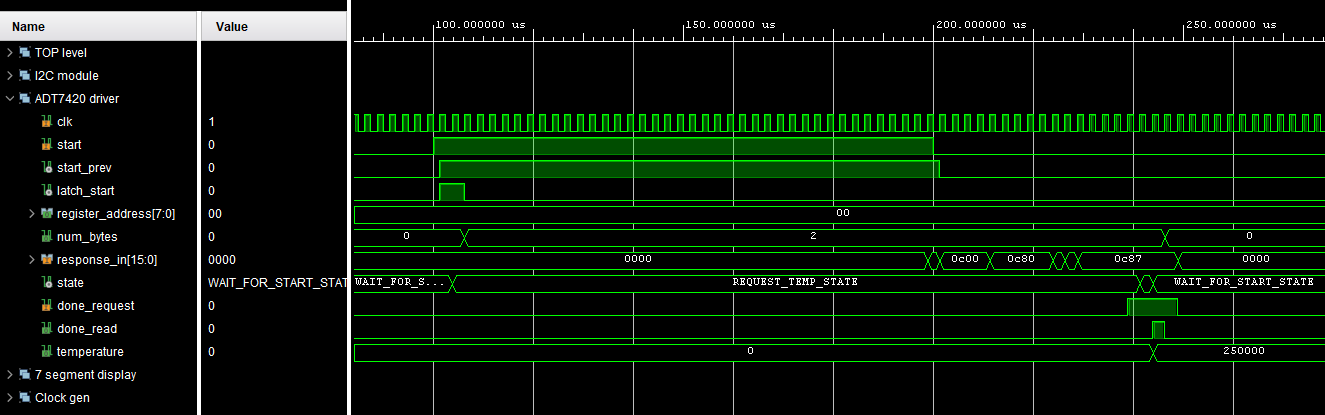 Name Value 100.000000 us 150.000000 us 200.000000 us 250.000000 us
TOP level
I2C module
ADT7420 driver
clk 1
start 0
start_prev 0
latch_start 0
register_address[7:0] 00 00
num_bytes 0 0 2 0
response_in[15:0] 0000 0000 0c00 0c80 0c87 0000
state WAIT_FOR_START_STAT WAIT_FOR_S... REQUEST_TEMP_STATE WAIT_FOR_START_STATE
done_request 0
done_read 0
temperature 0 0 250000
7 segment display
Clock gen